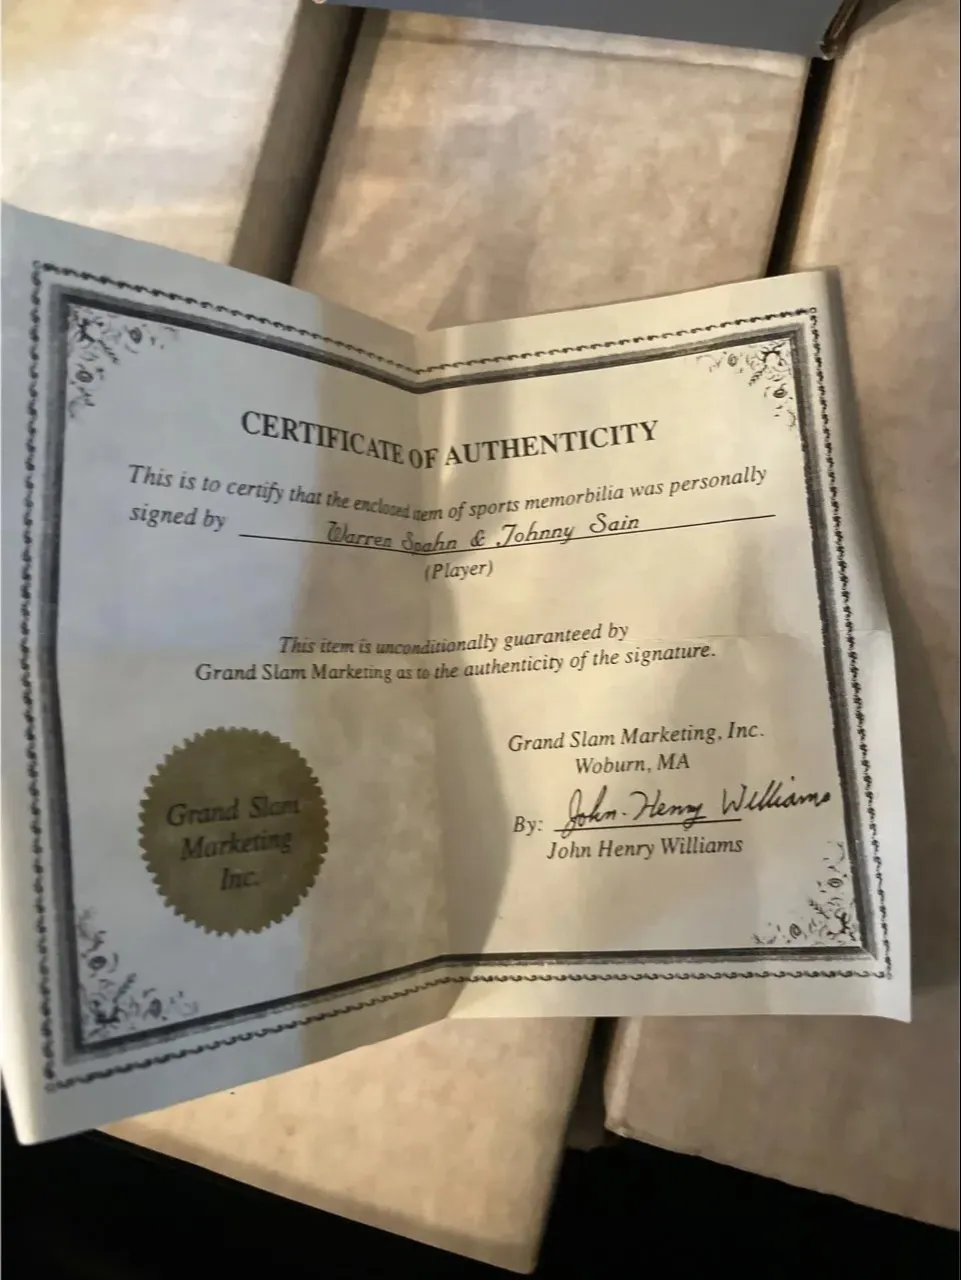 CERTIFICATE OF AUTHENTICITY
This is to certify that the enclosed item of sports memorbilia was personally
signed by Warren Spahn & Johnny Sain
(Player)
This item is unconditionally guaranteed by
Grand Slam Marketing as to the authenticity of the signature.
Grand Slam Marketing, Inc.
Woburn, MA
By: John-Henry Williams
John Henry Williams
Grand Slam
Marketing
Inc.